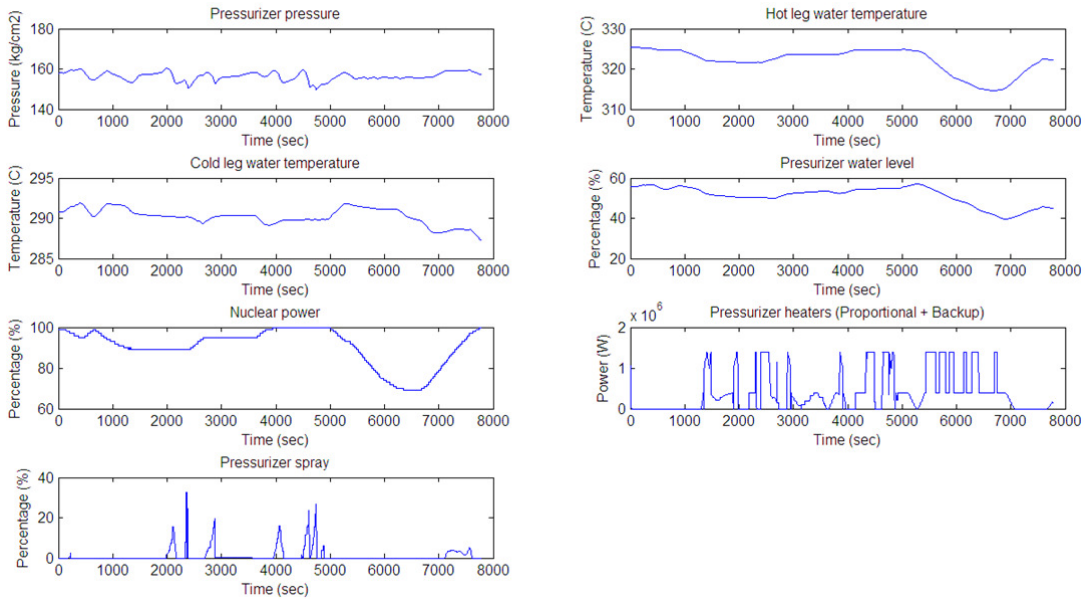 Pressurizer pressure
180
160
140
Pressure (kg/cm2)
0 1000 2000 3000 4000 5000 6000 7000 8000
Time (sec)
Hot leg water temperature
330
320
310
Temperature (C)
0 1000 2000 3000 4000 5000 6000 7000 8000
Time (sec)
Cold leg water temperature
295
290
285
Temperature (C)
0 1000 2000 3000 4000 5000 6000 7000 8000
Time (sec)
Presurizer water level
60
40
20
Percentage (%)
0 1000 2000 3000 4000 5000 6000 7000 8000
Time (sec)
Nuclear power
100
80
60
Percentage (%)
0 1000 2000 3000 4000 5000 6000 7000 8000
Time (sec)
Pressurizer heaters (Proportional + Backup)
x 10^6
2
1
0
Power (W)
0 1000 2000 3000 4000 5000 6000 7000 8000
Time (sec)
Pressurizer spray
40
20
0
Percentage (%)
0 1000 2000 3000 4000 5000 6000 7000 8000
Time (sec)